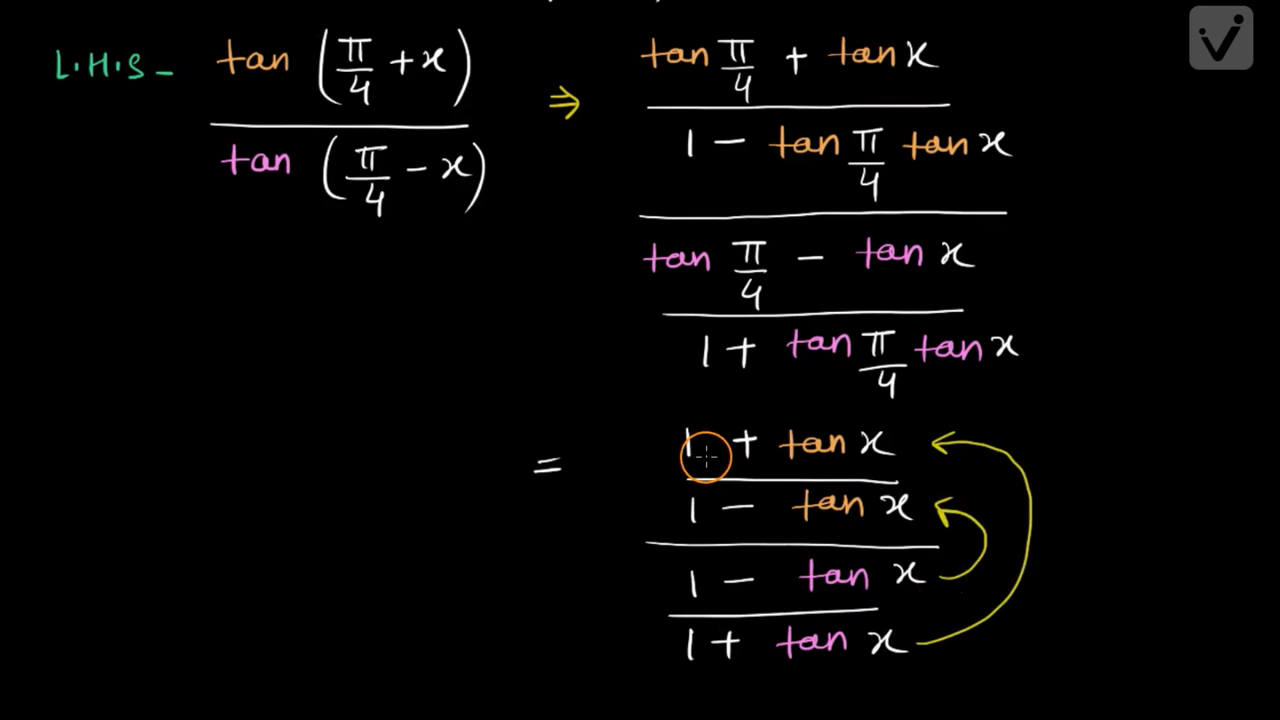 L.H.S - tan (π/4 + x) / tan (π/4 - x) ⇒ tan π/4 + tan x
1 - tan π/4 tan x
tan π/4 - tan x
1 + tan π/4 tan x
= 1 + tan x
1 - tan x
1 - tan x
1 + tan x